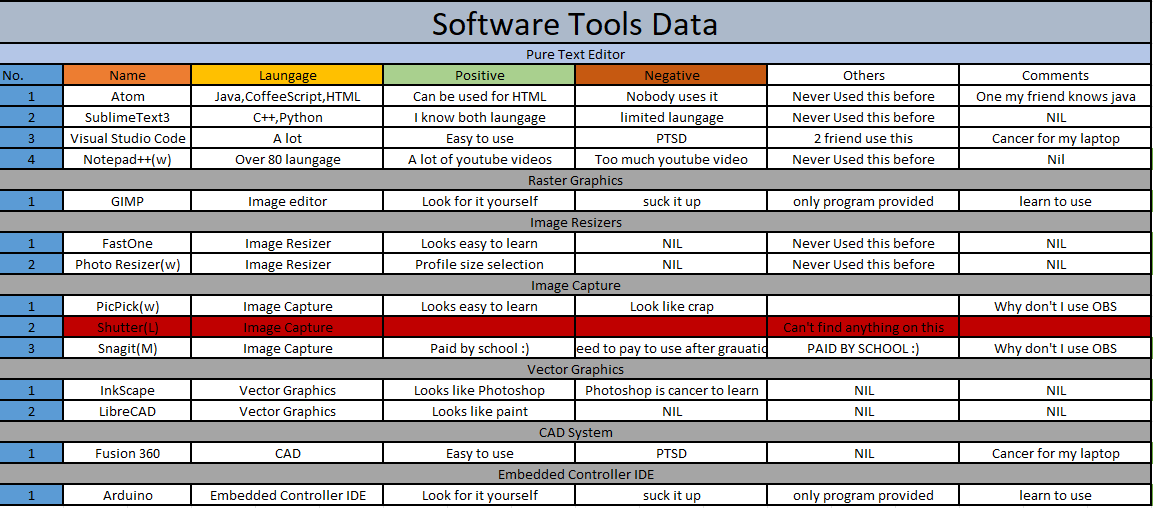 Software Tools Data
Pure Text Editor
No. Name Laungage Positive Negative Others Comments
1 Atom Java,CoffeeScript,HTML Can be used for HTML Nobody uses it Never Used this before One my friend knows java
2 SublimeText3 C++,Python I know both laungage limited laungage Never Used this before NIL
3 Visual Studio Code A lot Easy to use PTSD 2 friend use this Cancer for my laptop
4 Notepad++(w) Over 80 laungage A lot of youtube videos Too much youtube video Never Used this before Nil
Raster Graphics
1 GIMP Image editor Look for it yourself suck it up only program provided learn to use
Image Resizers
1 FastOne Image Resizer Looks easy to learn NIL Never Used this before NIL
2 Photo Resizer(w) Image Resizer Profile size selection NIL Never Used this before NIL
Image Capture
1 PicPick(w) Image Capture Looks easy to learn Look like crap Why don't I use OBS
2 Shutter(L) Image Capture Can't find anything on this
3 Snagit(M) Image Capture Paid by school :) eed to pay to use after grauatic PAID BY SCHOOL :) Why don't I use OBS
Vector Graphics
1 InkScape Vector Graphics Looks like Photoshop Photoshop is cancer to learn NIL NIL
2 LibreCAD Vector Graphics Looks like paint NIL NIL NIL
CAD System
1 Fusion 360 CAD Easy to use PTSD NIL Cancer for my laptop
Embedded Controller IDE
1 Arduino Embedded Controller IDE Look for it yourself suck it up only program provided learn to use